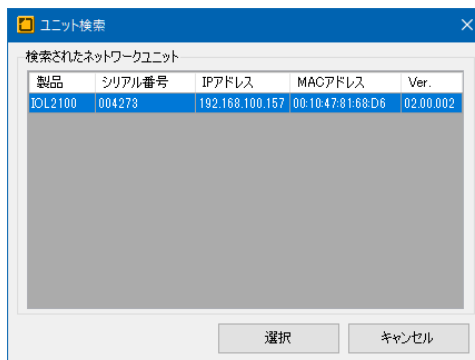 ユニット検索
検索されたネットワークユニット
製品 シリアル番号 IPアドレス MACアドレス Ver.
IOL2100 004273 192.168.100.157 00:10:47:81:68:D6 02.00.002
選択 キャンセル